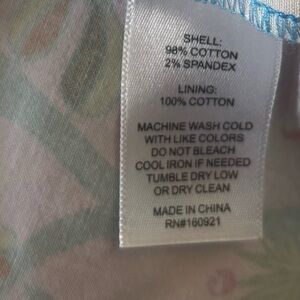 SHELL:
98% COTTON
2% SPANDEX
LINING:
100% COTTON
MACHINE WASH COLD
WITH LIKE COLORS
DO NOT BLEACH
COOL IRON IF NEEDED
TUMBLE DRY LOW
OR DRY CLEAN
MADE IN CHINA
RN#160921